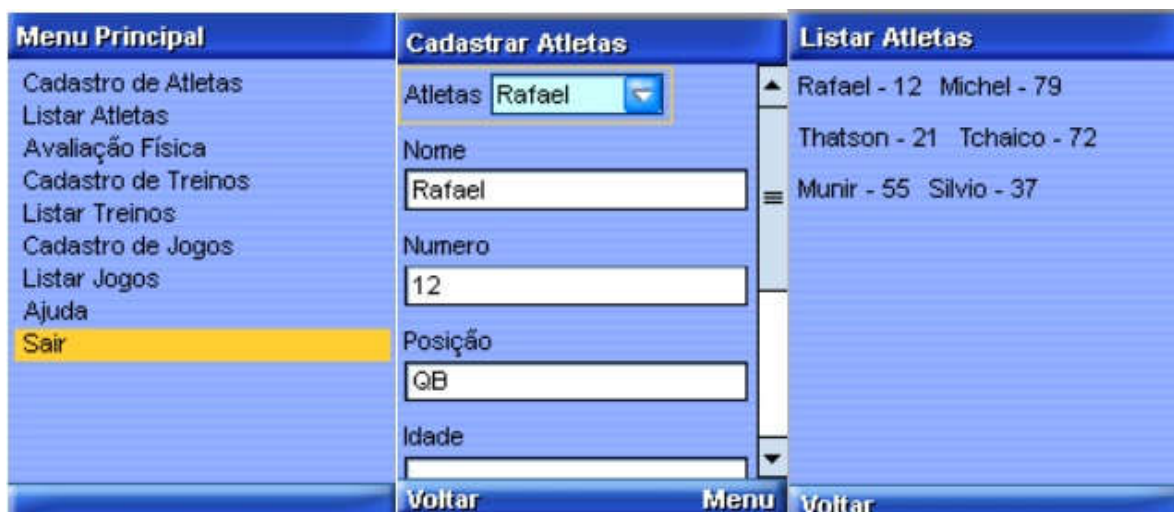 Menu Principal
Cadastro de Atletas
Listar Atletas
Avaliação Física
Cadastro de Treinos
Listar Treinos
Cadastro de Jogos
Listar Jogos
Ajuda
Sair
Cadastrar Atletas
Atletas Rafael
Nome
Rafael
Numero
12
Posição
QB
Idade
Voltar Menu
Listar Atletas
Rafael - 12 Michel - 79
Thatson - 21 Tchaico - 72
Munir - 55 Silvio - 37
Voltar